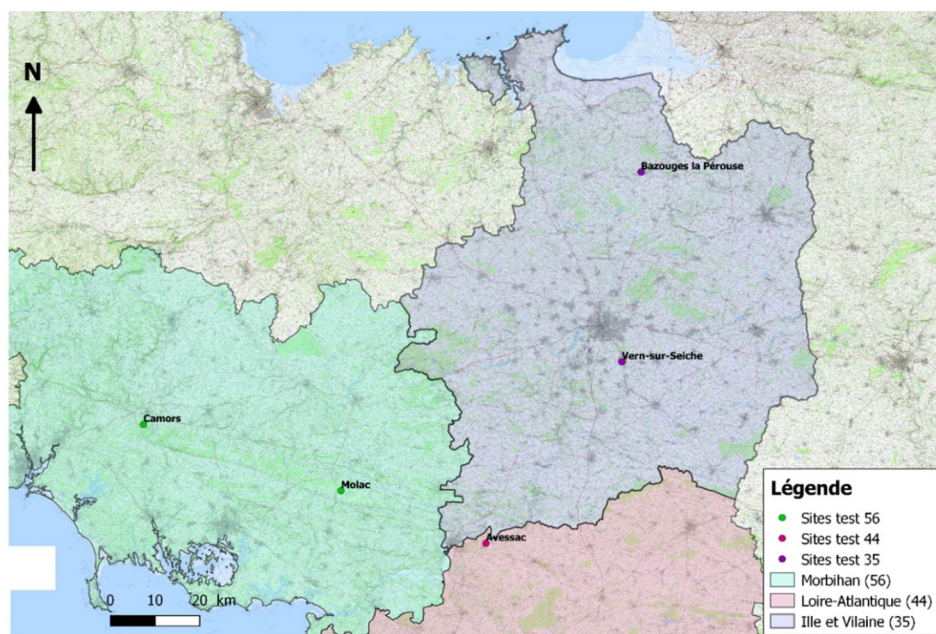 N
Bazouges la Pérouse
Vern-sur-Seiche
Camors
Molac
Avessac
0 10 20 km
Légende
Sites test 56
Sites test 44
Sites test 35
Morbihan (56)
Loire-Atlantique (44)
Ille et Vilaine (35)